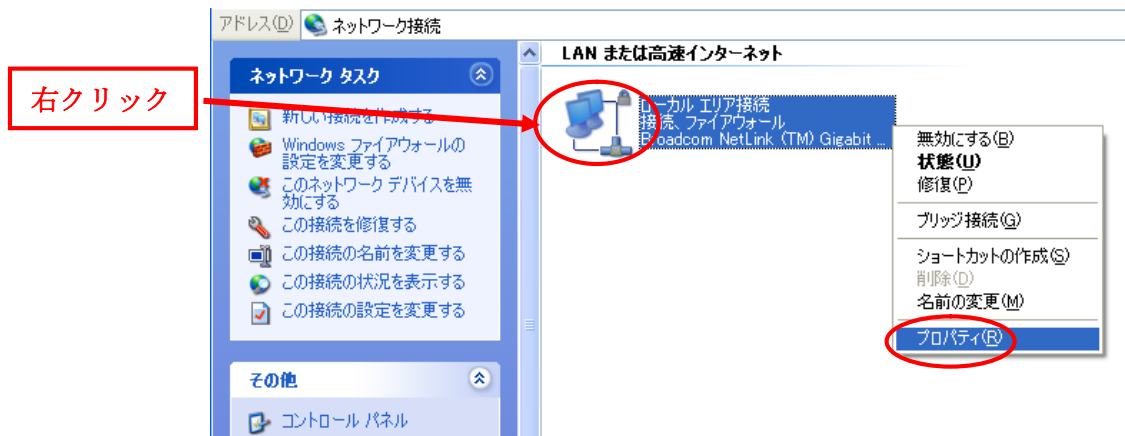 アドレス(D) ネットワーク接続
右クリック
ネットワーク タスク
新しい接続を作成する
Windows ファイアウォールの
設定を変更する
このネットワーク デバイスを無
効にする
この接続を修復する
この接続の名前を変更する
この接続の状況を表示する
この接続の設定を変更する
その他
コントロール パネル
LAN または高速インターネット
ローカル エリア接続
接続、ファイアウォール
Broadcom NetLink (TM) Gigabit ...
無効にする(B)
状態(U)
修復(P)
ブリッジ接続(G)
ショートカットの作成(S)
削除(D)
名前の変更(M)
プロパティ(R)